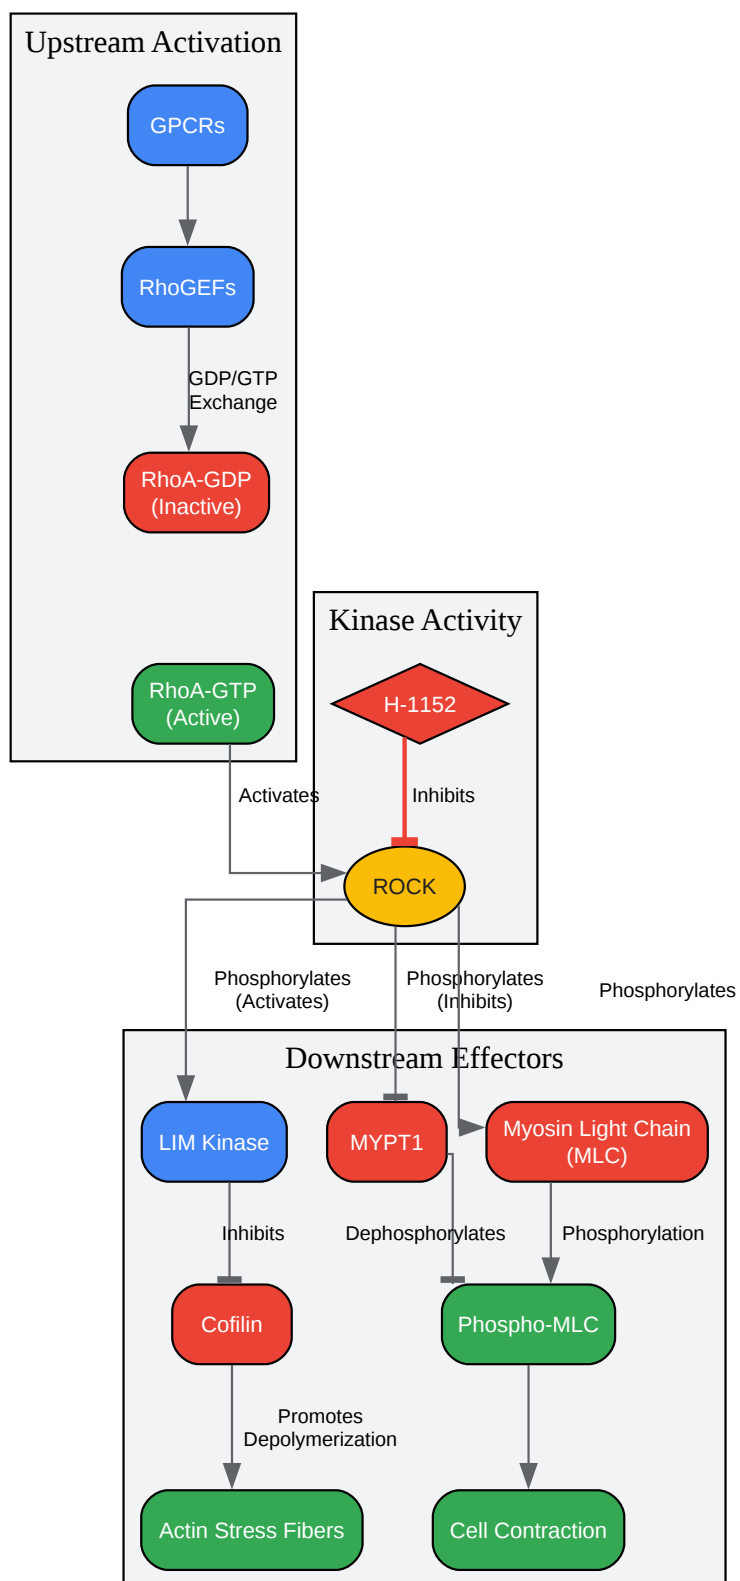 Upstream Activation
GPCRs
RhoGEFs
GDP/GTP
Exchange
RhoA-GDP
(Inactive)
Kinase Activity
RhoA-GTP
(Active)
H-1152
Activates
Inhibits
ROCK
Phosphorylates
(Activates)
Phosphorylates
(Inhibits)
Phosphorylates
Downstream Effectors
LIM Kinase
MYPT1
Myosin Light Chain
(MLC)
Inhibits
Dephosphorylates
Phosphorylation
Cofilin
Phospho-MLC
Promotes
Depolymerization
Actin Stress Fibers
Cell Contraction